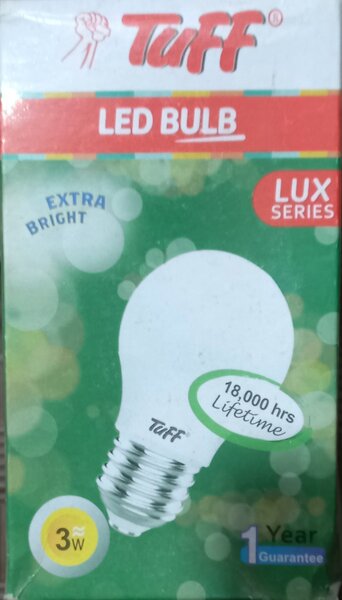 Tuff®
LED BULB
EXTRA
BRIGHT
LUX
SERIES
18,000 hrs
Lifetime
Tuff
3W
1 Year
Guarantee